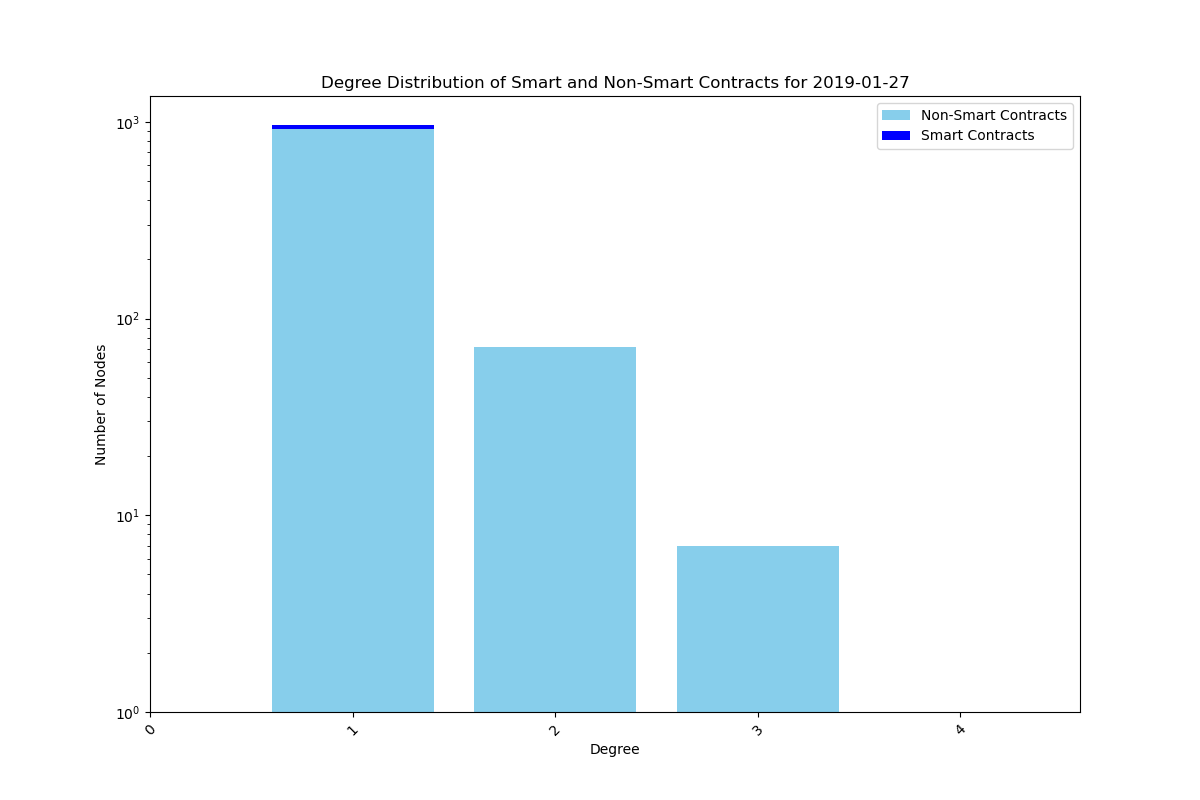 Degree Distribution of Smart and Non-Smart Contracts for 2019-01-27
Non-Smart Contracts
Smart Contracts
Number of Nodes
10³
10²
10¹
10⁰
0 1 2 3 4
Degree